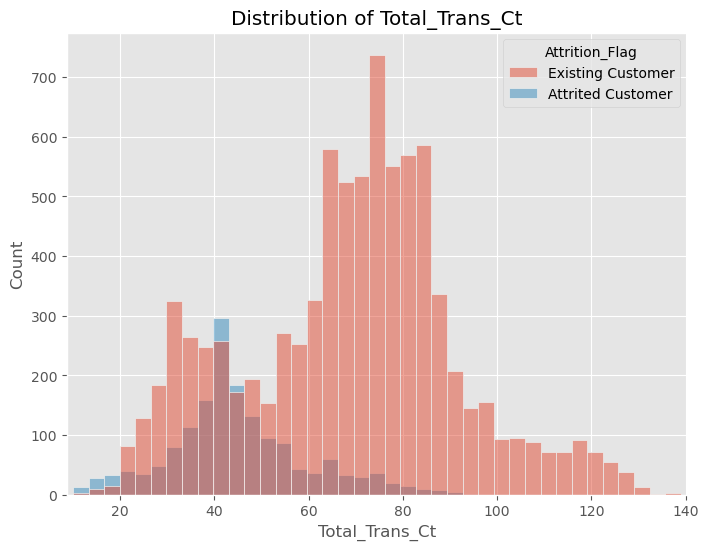 Distribution of Total_Trans_Ct
Attrition_Flag
Existing Customer
Attrited Customer
700
600
500
400
300
200
100
0
Count
20 40 60 80 100 120 140
Total_Trans_Ct